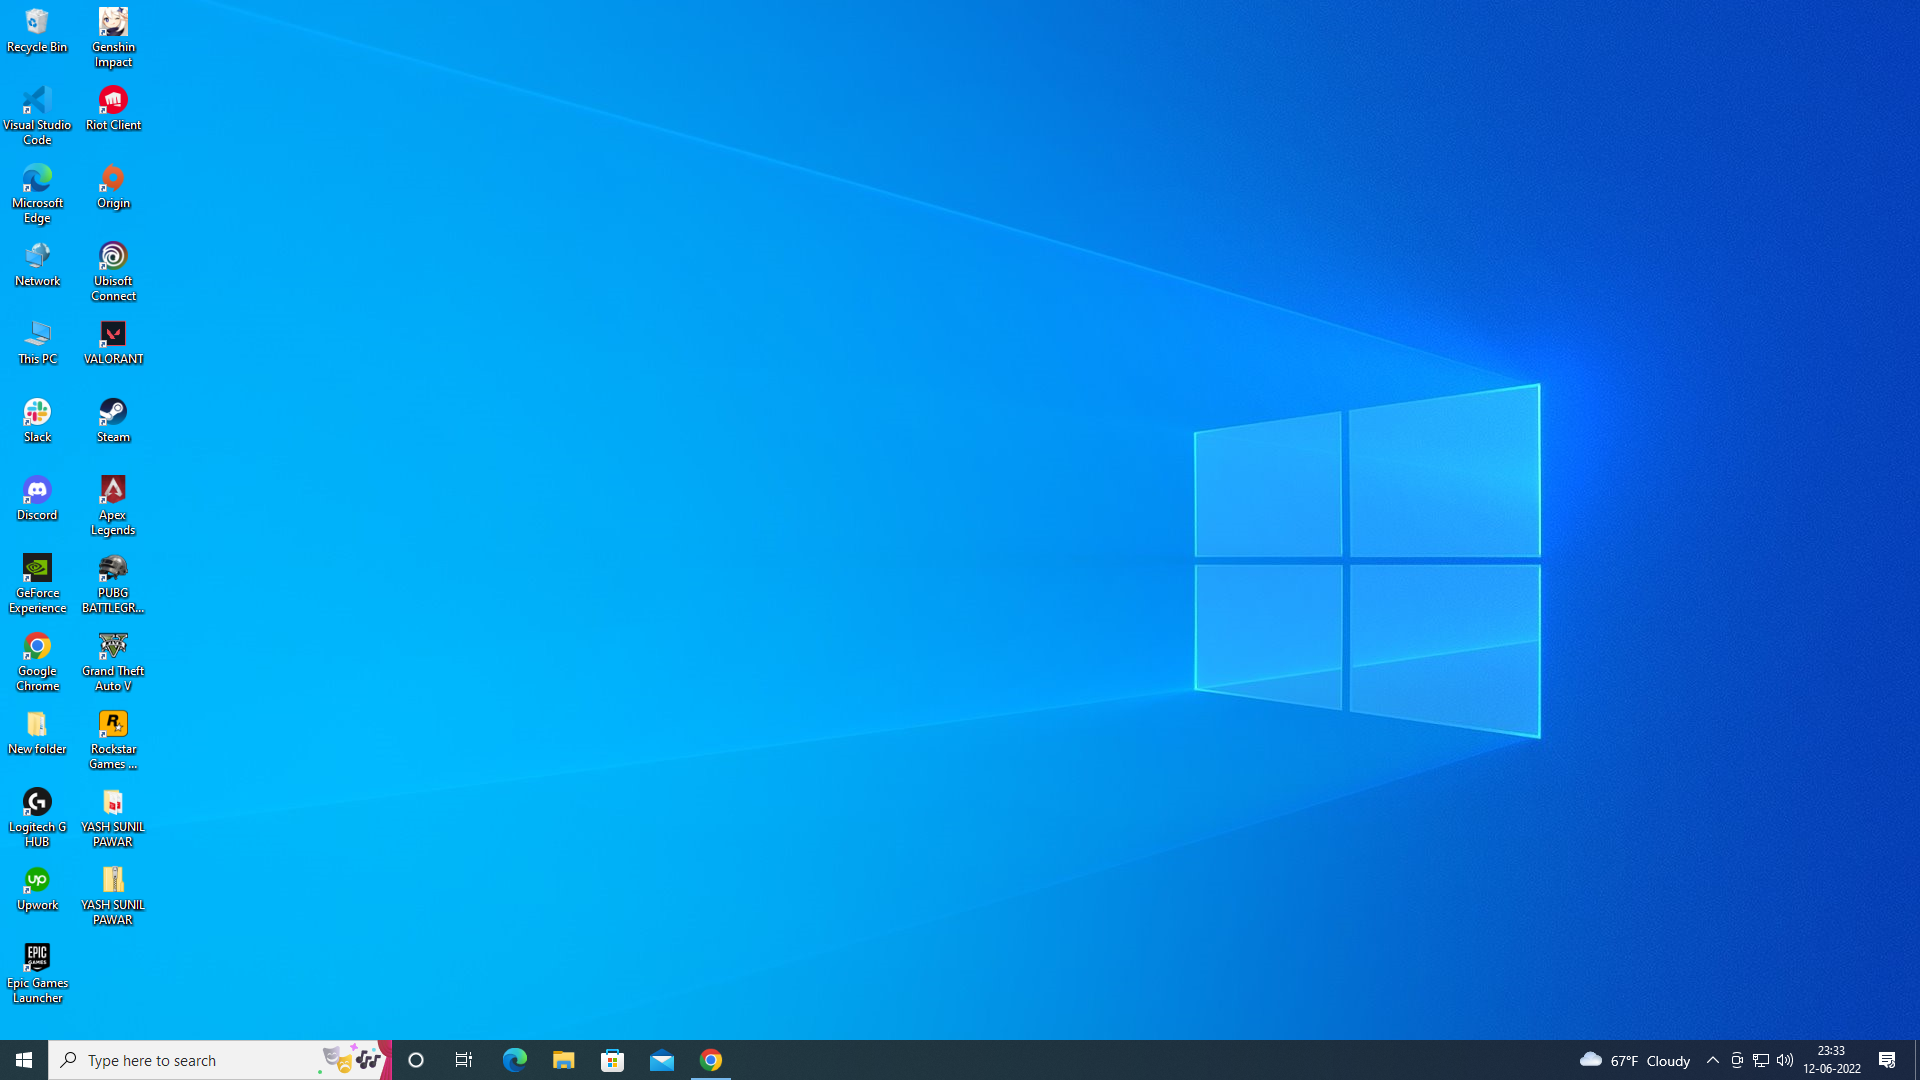 Recycle Bin
Genshin
Impact
Visual Studio
Code
Riot Client
Microsoft
Edge
Origin
Network
Ubisoft
Connect
This PC
VALORANT
Slack
Steam
Discord
Apex
Legends
GeForce
Experience
PUBG
BATTLEGR...
Google
Chrome
Grand Theft
Auto V
New folder
Rockstar
Games ...
Logitech G
HUB
YASH SUNIL
PAWAR
Upwork
YASH SUNIL
PAWAR
EPIC
GAMES
Epic Games
Launcher
Type here to search
67°F Cloudy
23:33
12-06-2022